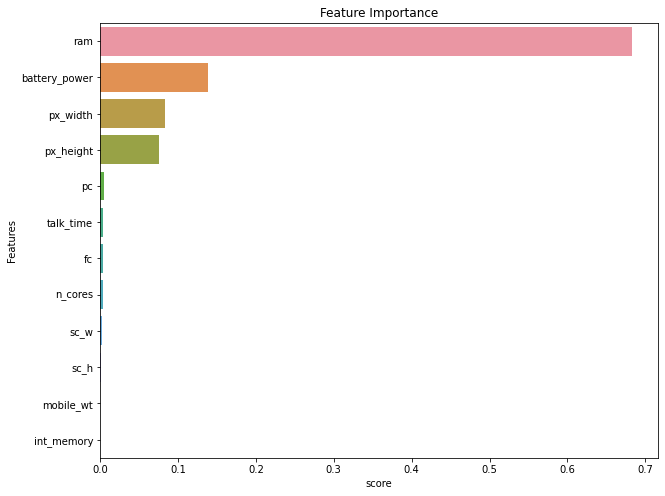 Feature Importance
ram
battery_power
px_width
px_height
pc
talk_time
fc
n_cores
sc_w
sc_h
mobile_wt
int_memory
Features
0.0 0.1 0.2 0.3 0.4 0.5 0.6 0.7
score